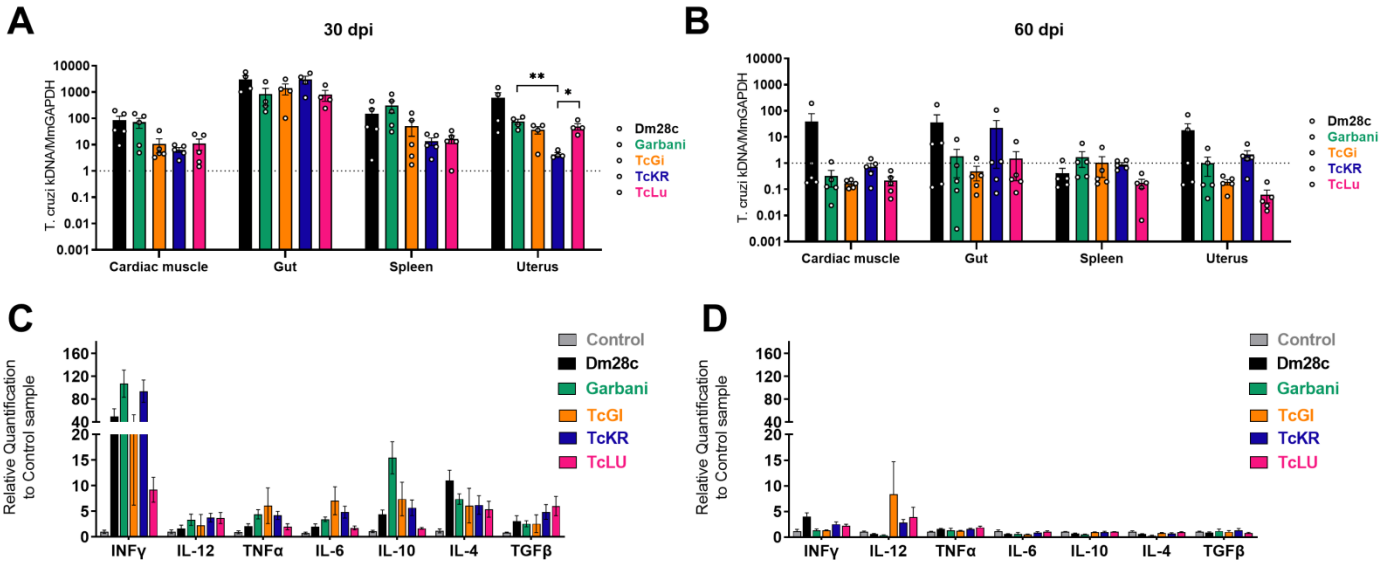 A
30 dpi
T. cruzi kDNA/MmGAPDH
10000
1000
100
10
1
0.1
0.01
0.001
**
*
Cardiac muscle
Gut
Spleen
Uterus
Dm28c
Garbani
TcGi
TcKR
TcLu
B
60 dpi
T. cruzi kDNA/MmGAPDH
10000
1000
100
10
1
0.1
0.01
0.001
Cardiac muscle
Gut
Spleen
Uterus
Dm28c
Garbani
TcGi
TcKR
TcLu
C
Relative Quantification
to Control sample
160
120
80
40
20
15
10
5
0
INFγ
IL-12
TNFα
IL-6
IL-10
IL-4
TGFβ
Control
Dm28c
Garbani
TcGI
TcKR
TcLU
D
Relative Quantification
to Control sample
160
120
80
40
20
15
10
5
0
INFγ
IL-12
TNFα
IL-6
IL-10
IL-4
TGFβ
Control
Dm28c
Garbani
TcGI
TcKR
TcLU